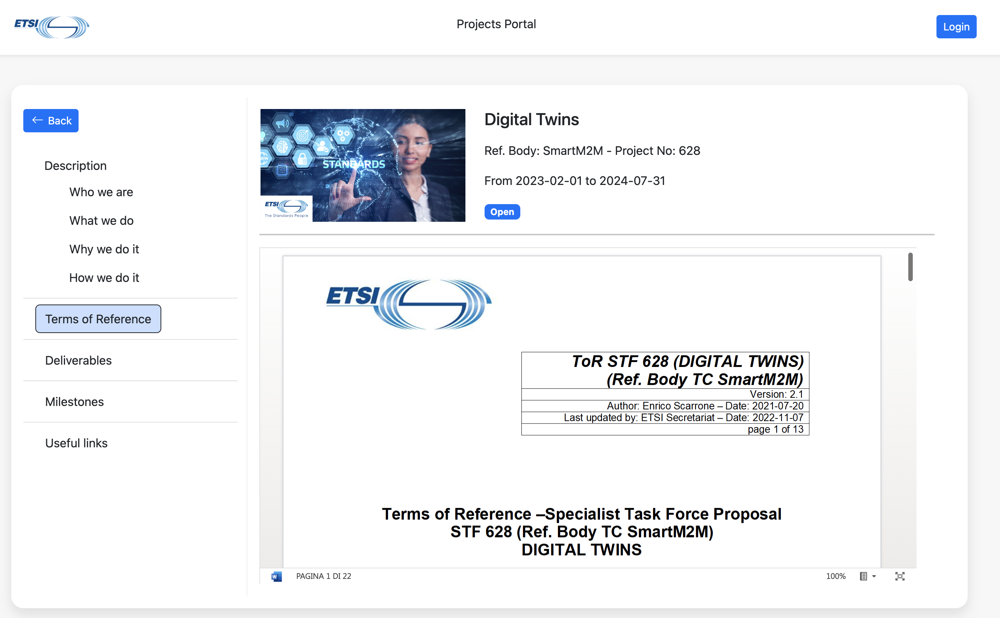 ETSI
Projects Portal
Login
Back
Description
Who we are
What we do
Why we do it
How we do it
Terms of Reference
Deliverables
Milestones
Useful links
WW
STANDARDS
ETSI
The Standards People
Digital Twins
Ref. Body: SmartM2M - Project No: 628
From 2023-02-01 to 2024-07-31
Open
ETSI
ToR STF 628 (DIGITAL TWINS)
(Ref. Body TC SmartM2M)
Version: 2.1
Author: Enrico Scarrone – Date: 2021-07-20
Last updated by: ETSI Secretariat – Date: 2022-11-07
page 1 of 13
Terms of Reference –Specialist Task Force Proposal
STF 628 (Ref. Body TC SmartM2M)
DIGITAL TWINS
W
PAGINA 1 DI 22
100%